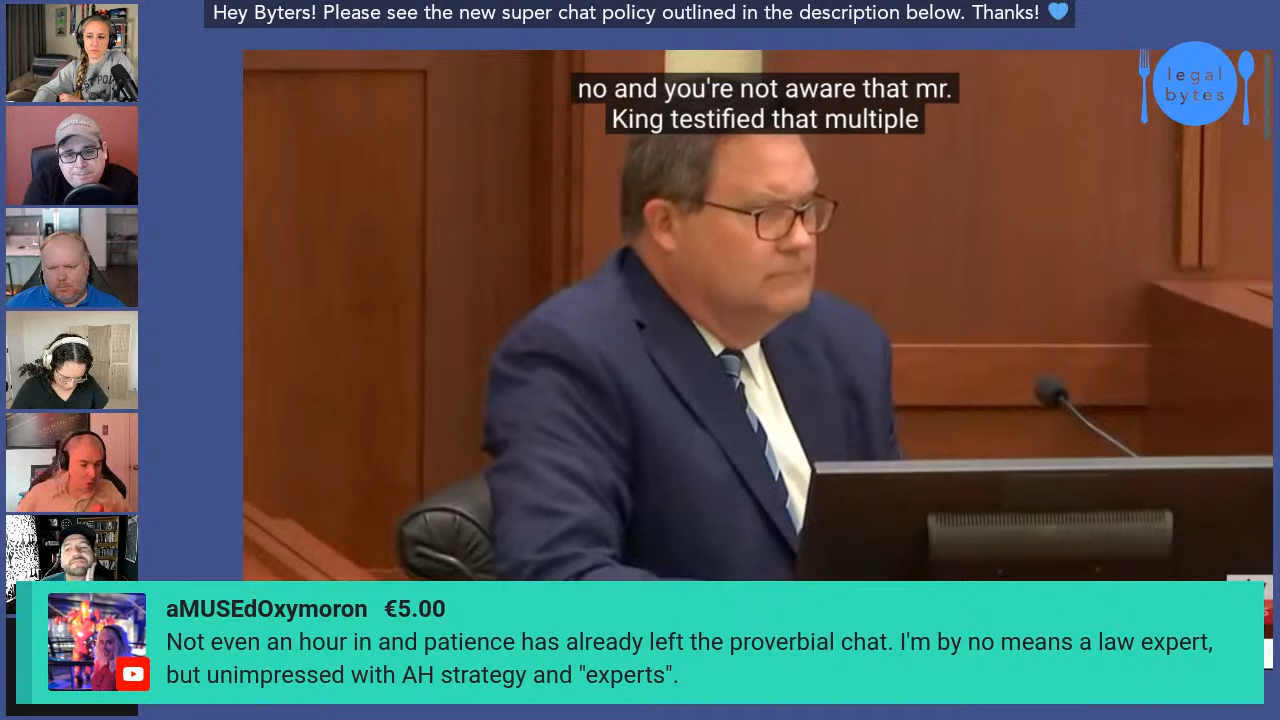 Hey Byters! Please see the new super chat policy outlined in the description below. Thanks! 💙
legal
bytes
no and you're not aware that mr.
King testified that multiple
aMUSEdOxymoron €5.00
Not even an hour in and patience has already left the proverbial chat. I'm by no means a law expert,
but unimpressed with AH strategy and "experts".